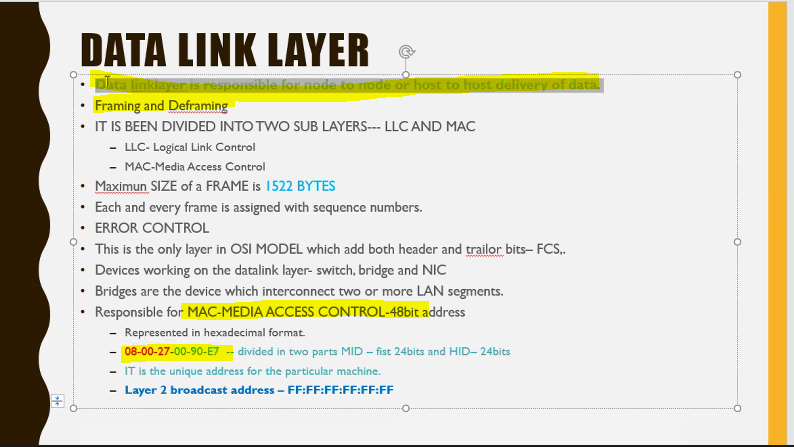 DATA LINK LAYER
• Data linklayer is responsible for node to node or host to host delivery of data.
• Framing and Deframing
• IT IS BEEN DIVIDED INTO TWO SUB LAYERS--- LLC AND MAC
– LLC- Logical Link Control
– MAC-Media Access Control
• Maximun SIZE of a FRAME is 1522 BYTES
• Each and every frame is assigned with sequence numbers.
• ERROR CONTROL
• This is the only layer in OSI MODEL which add both header and trailor bits– FCS,.
• Devices working on the datalink layer- switch, bridge and NIC
• Bridges are the device which interconnect two or more LAN segments.
• Responsible for MAC-MEDIA ACCESS CONTROL-48bit address
– Represented in hexadecimal format.
– 08-00-27-00-90-E7 -- divided in two parts MID – fist 24bits and HID– 24bits
– IT is the unique address for the particular machine.
– Layer 2 broadcast address – FF:FF:FF:FF:FF:FF